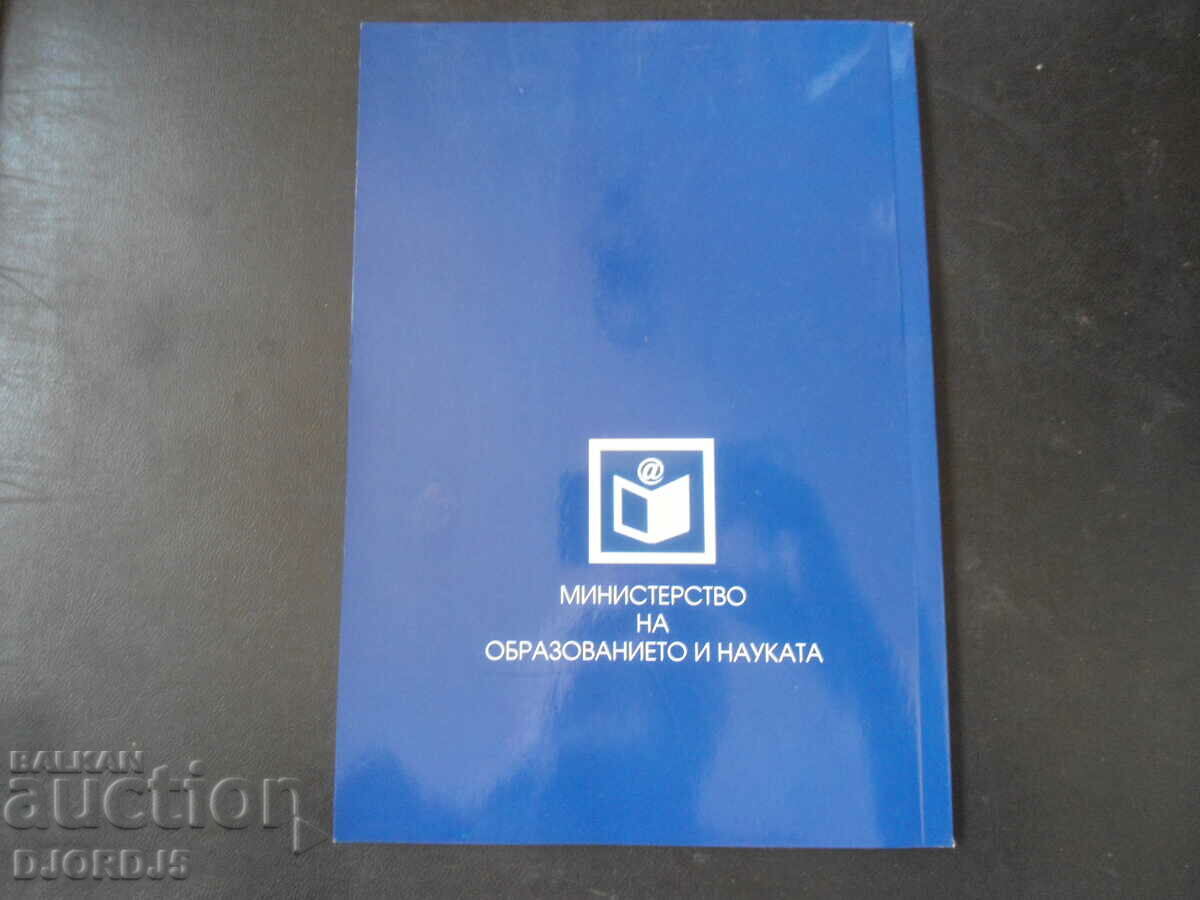 @
МИНИСТЕРСТВО
НА
ОБРАЗОВАНИЕТО И НАУКАТА
BALKAN
auction
DJORDJ5